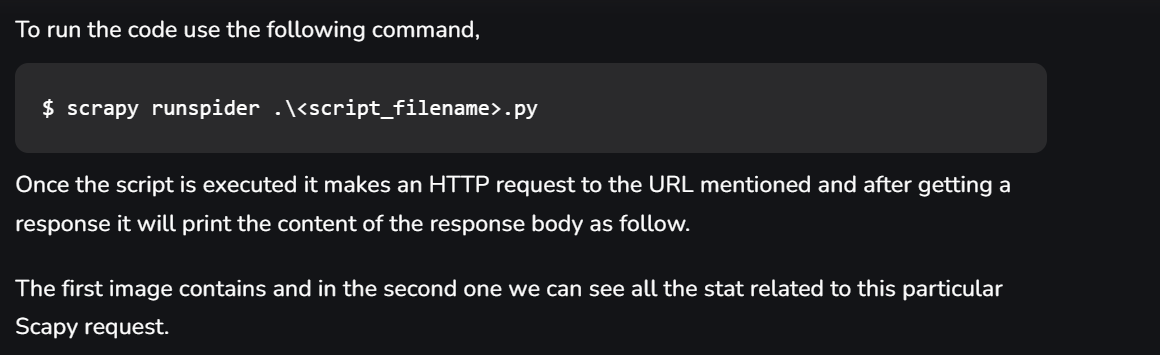 To run the code use the following command,
$ scrapy runspider .\<script_filename>.py
Once the script is executed it makes an HTTP request to the URL mentioned and after getting a
response it will print the content of the response body as follow.
The first image contains and in the second one we can see all the stat related to this particular
Scapy request.